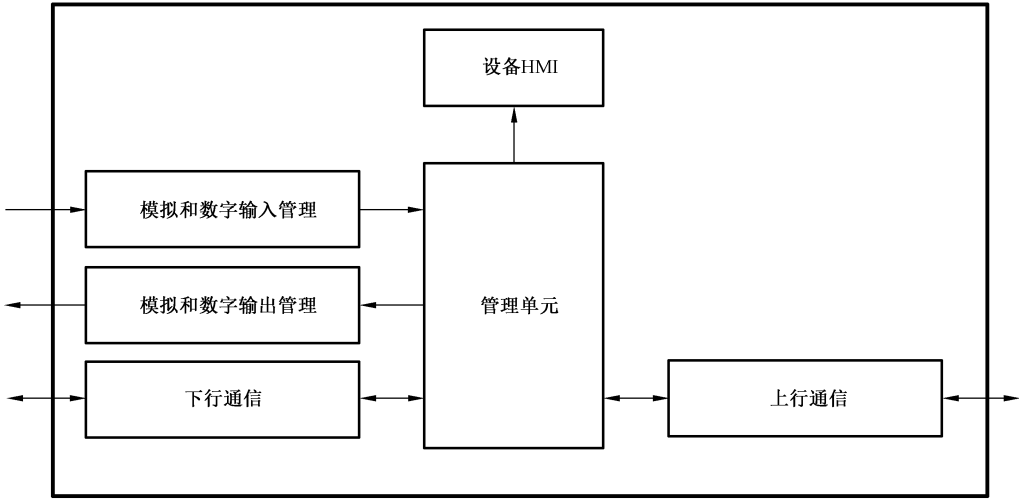 设备HMI
模拟和数字输入管理
模拟和数字输出管理
管理单元
下行通信
上行通信